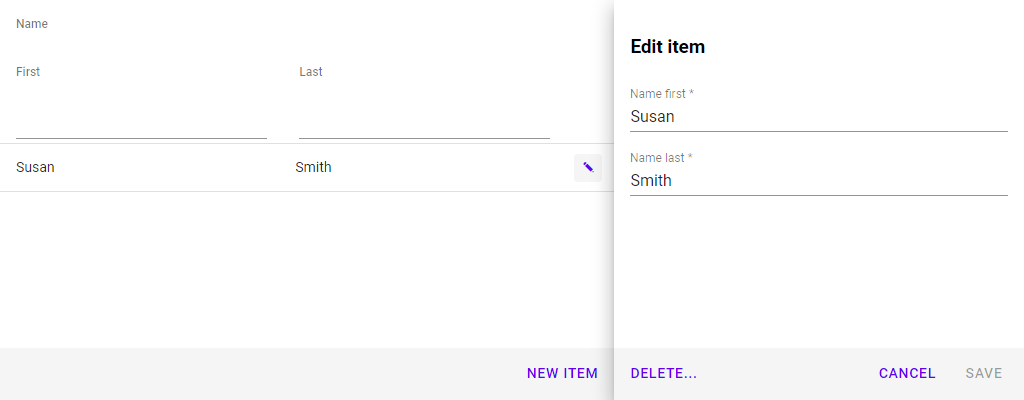 Name
First Last
Susan Smith
NEW ITEM
Edit item
Name first *
Susan
Name last *
Smith
DELETE... CANCEL SAVE